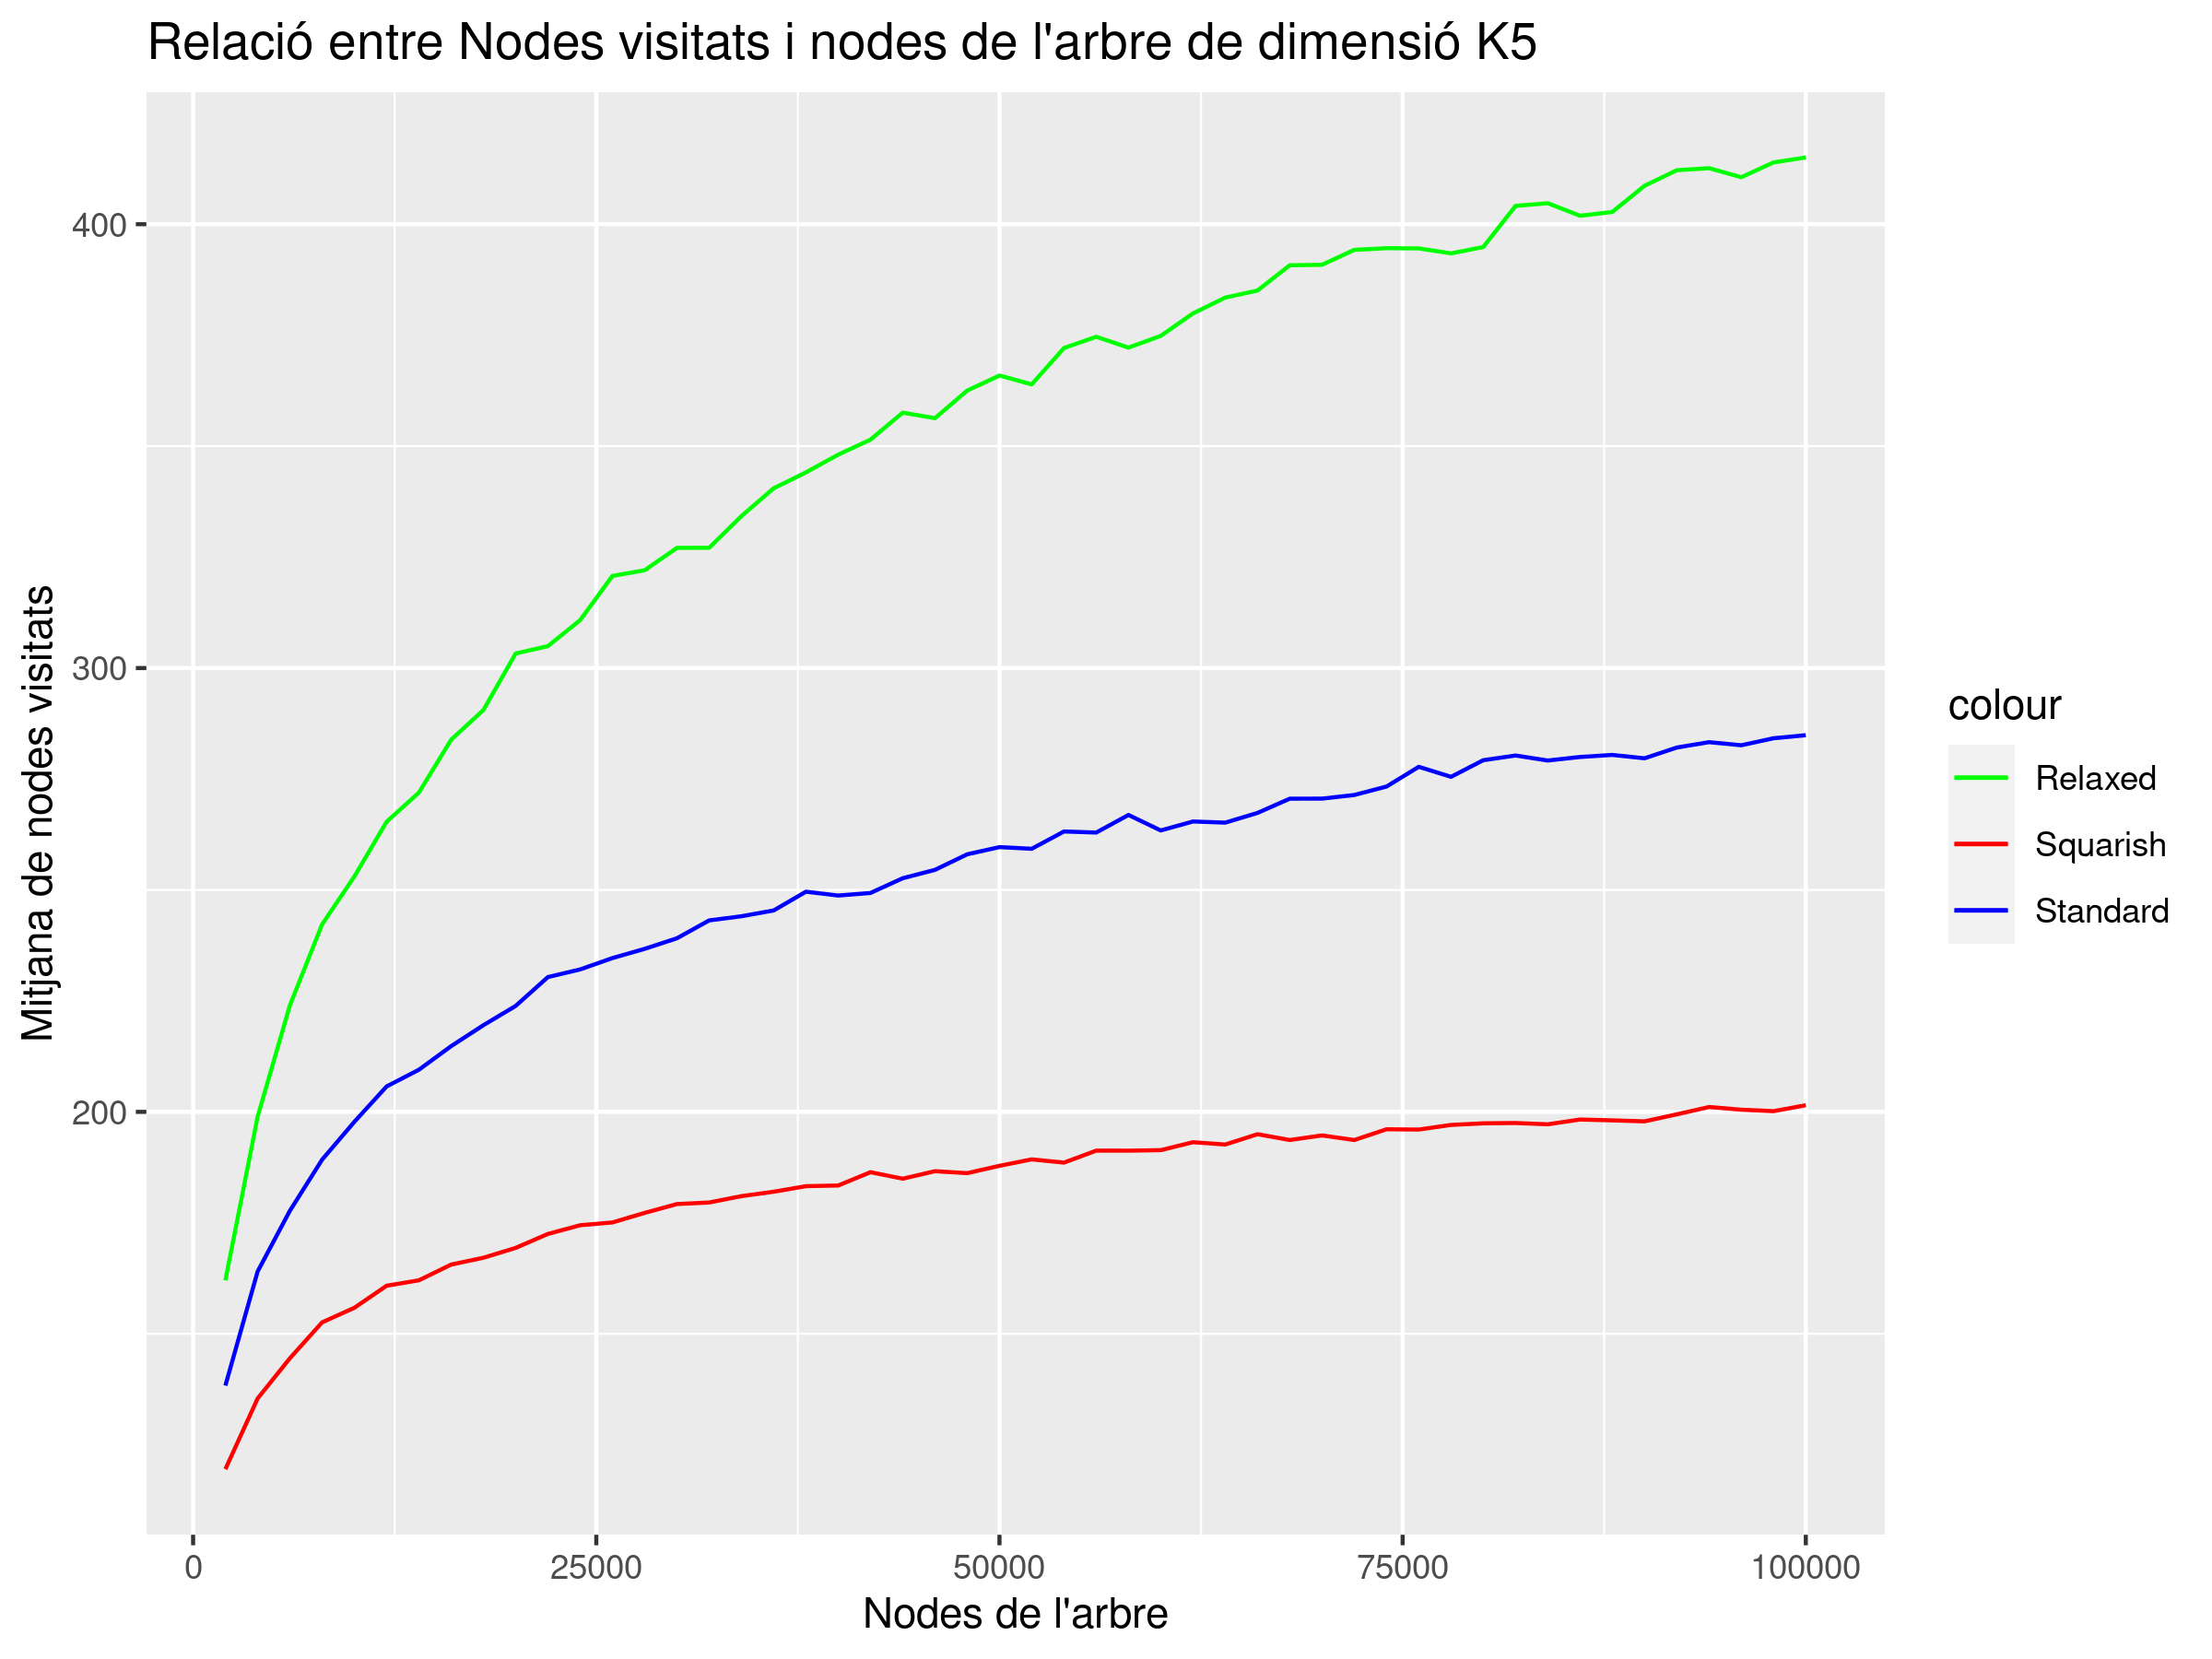 Relació entre Nodes visitats i nodes de l'arbre de dimensió K5
Mitjana de nodes visitats
400
300
200
0 25000 50000 75000 100000
Nodes de l'arbre
colour
Relaxed
Squarish
Standard